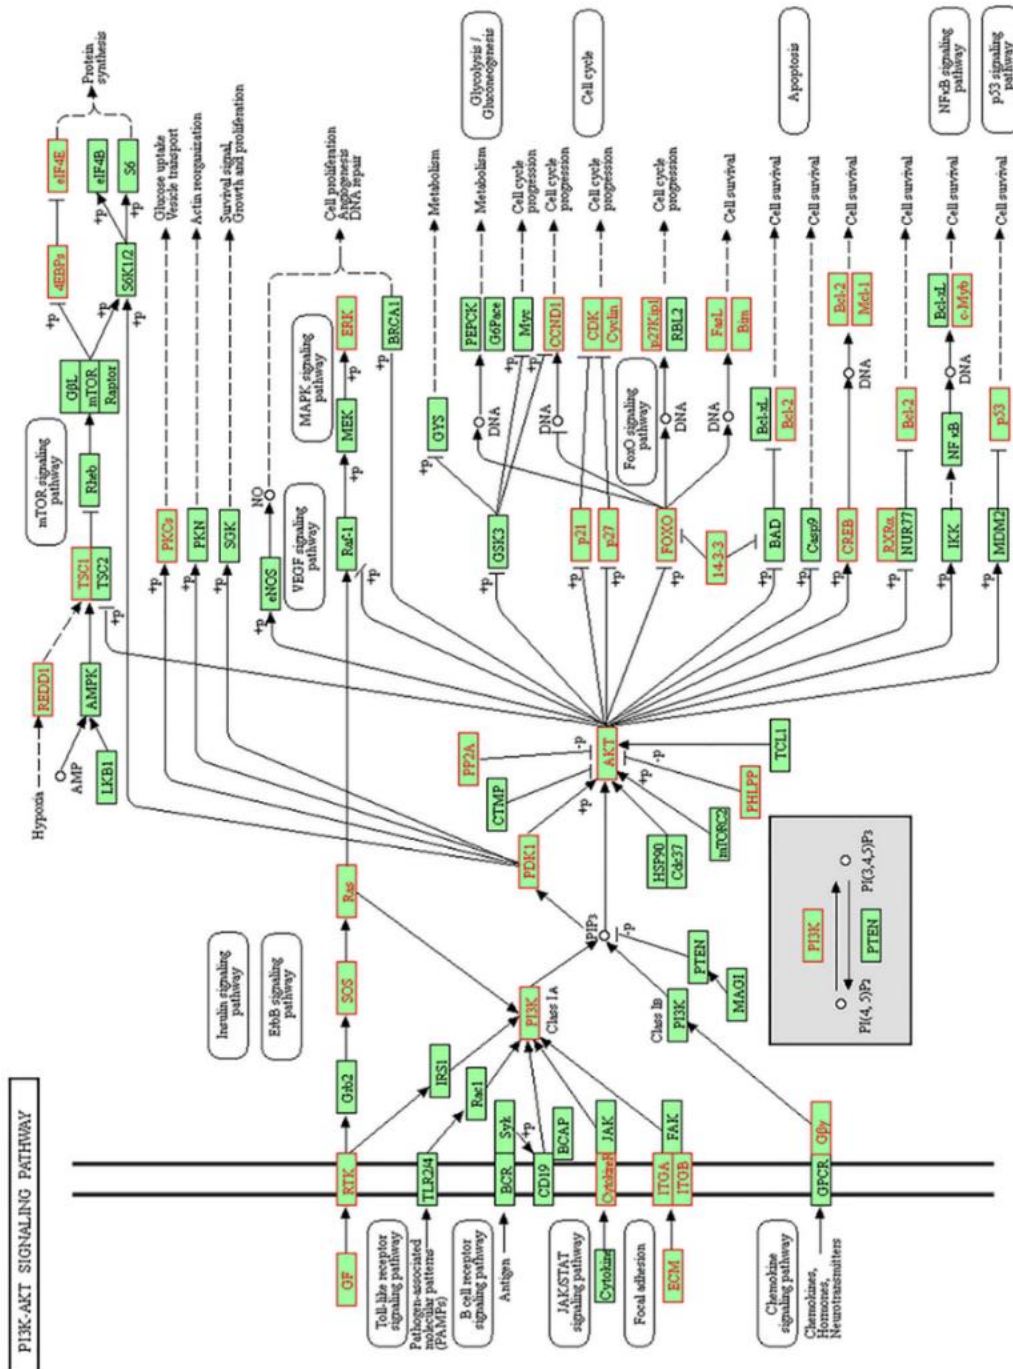 PI3K-AKT SIGNALING PATHWAY
GF
Toll-like receptor
signaling pathway
Pathogen-associated
molecular patterns
(PAMPs)
B cell receptor
signaling pathway
Antigen
JAK/STAT
signaling pathway
Cytokine
Focal adhesion
ECM
Chemokine
signaling pathway
Chemokines,
Hormones,
Neurotransmitters
RTK
TLR2/4
BCR
CD19
CytokineR
ITGA
ITGB
GPCR
Syk
+p
BCAP
JAK
FAK
Gβγ
Grb2
IRS1
Rac1
Insulin signaling
pathway
ErbB signaling
pathway
SOS
Ras
PI3K
Class IA
Class IB
PI3K
PIP3
-p
PTEN
MAGI
PDK1
CTMP
PP2A
HSP90
Cdc37
mTORC2
PHLPP
TCL1
+p
-p
AKT
+p
-p
PI3K
PI(4,5)P2
PI(3,4,5)P3
PTEN
Hypoxia
REDD1
AMP
LKB1
AMPK
TSC1
TSC2
+p
mTOR signaling
pathway
Rheb
GβL
mTOR
Raptor
+p
+p
+p
4EBPs
S6K1/2
+p
+p
eIF4E
eIF4B
S6
Protein
synthesis
+p
PKCs
Glucose uptake
Vesicle transport
+p
PKN
Actin reorganization
+p
SGK
Survival signal,
Growth and proliferation
+p
eNOS
NO
VEGF signaling
pathway
MAPK signaling
pathway
+p
Raf-1
+p
MEK
+p
ERK
+p
BRCA1
Cell proliferation
Angiogenesis
DNA repair
+p
GSK3
+p
GYS
Metabolism
DNA
PEPCK
G6Pace
Metabolism
Glycolysis /
Gluconeogenesis
+p
Myc
Cell cycle
progression
+p
DNA
CCND1
Cell cycle
progression
Cell cycle
+p
p21
+p
p27
CDK
Cyclin
Cell cycle
progression
+p
FOXO
FoxO signaling
pathway
DNA
p27Kip1
RBL2
Cell cycle
progression
DNA
FasL
Bim
Cell survival
14-3-3
+p
BAD
Bcl-xL
Bcl-2
Cell survival
Apoptosis
+p
Casp9
Cell survival
+p
CREB
DNA
Bcl-2
Mcl-1
Cell survival
+p
RXRα
NUR77
Bcl-2
Cell survival
+p
IKK
NFκB
DNA
Bcl-xL
c-Myb
Cell survival
NFκB signaling
pathway
+p
MDM2
p53
Cell survival
p53 signaling
pathway